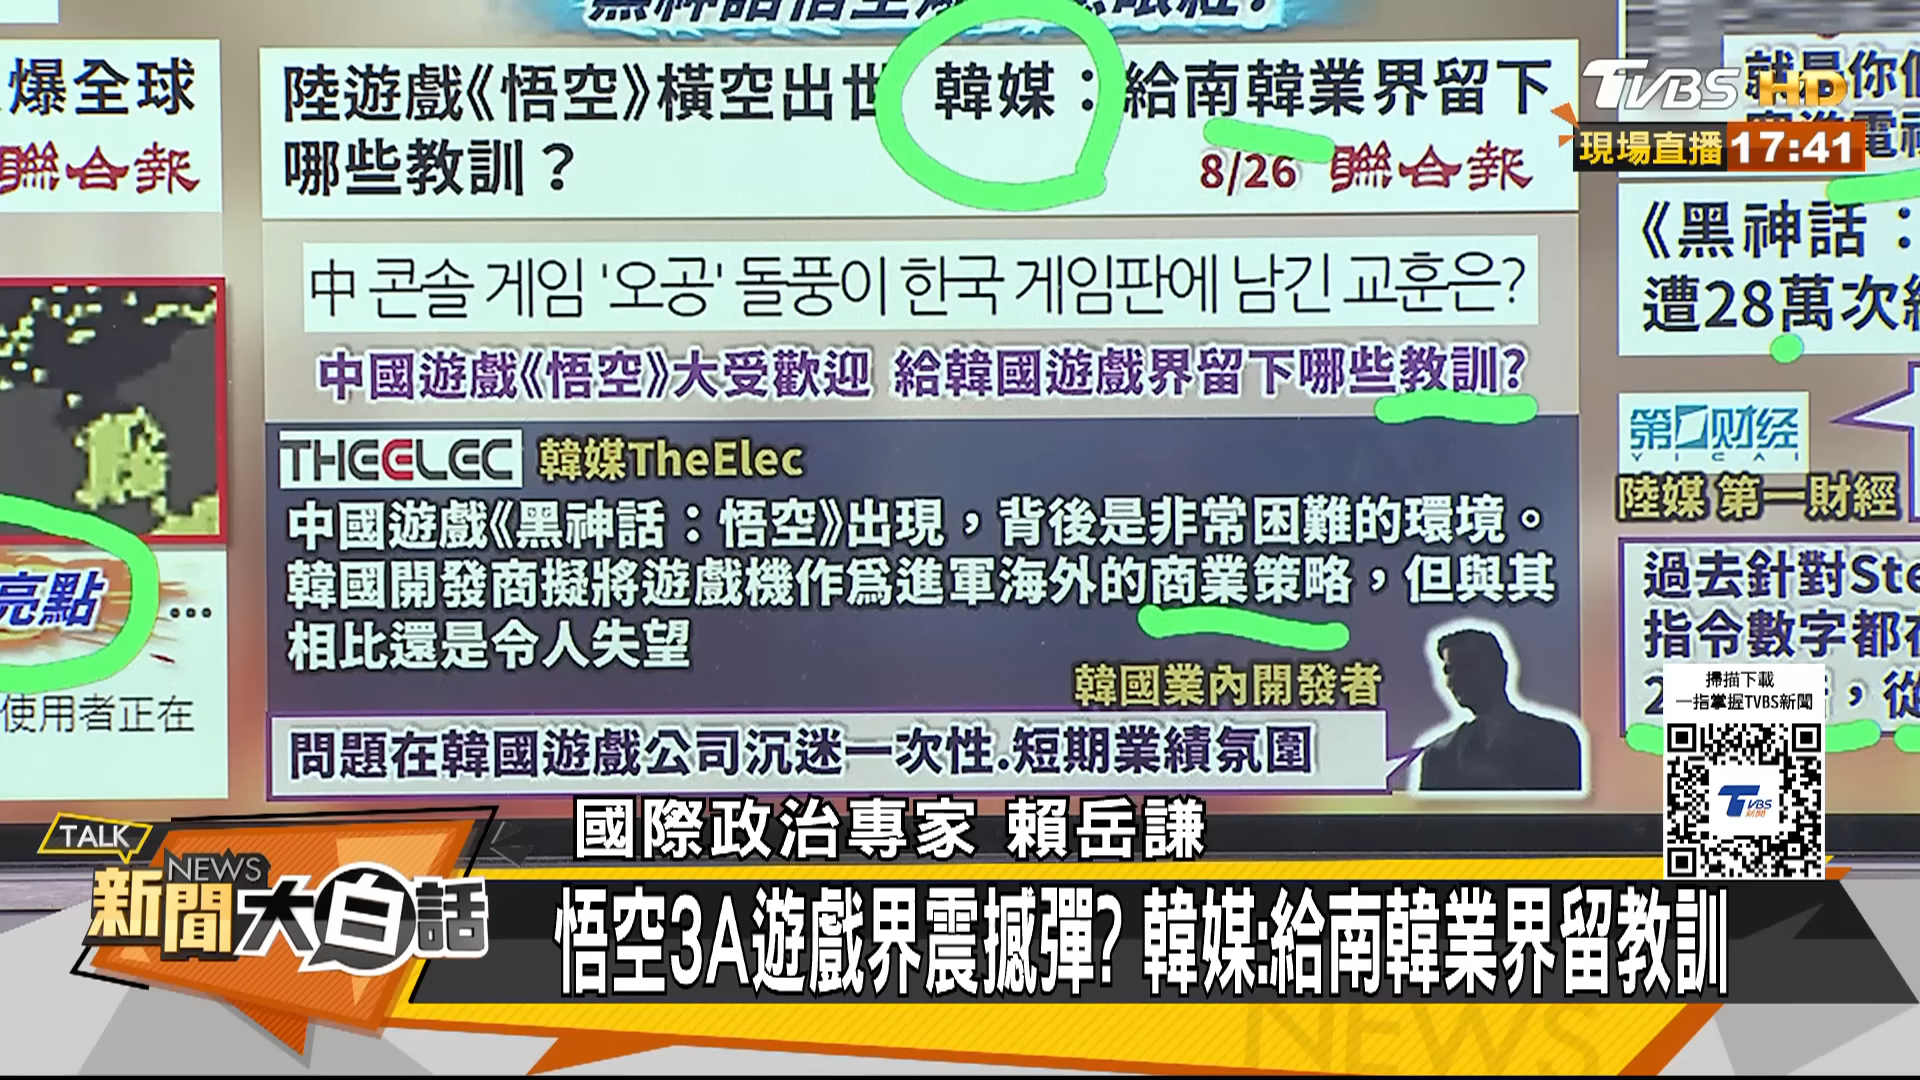 爆全球
聯合報
亮點
...
使用者正在
陸遊戲《悟空》橫空出世 韓媒：給南韓業界留下
哪些教訓？
8/26 聯合報
中 콘솔 게임 '오공' 돌풍이 한국 게임판에 남긴 교훈은?
中國遊戲《悟空》大受歡迎 給韓國遊戲界留下哪些教訓?
THEELEC 韓媒TheElec
中國遊戲《黑神話：悟空》出現，背後是非常困難的環境。
韓國開發商擬將遊戲機作為進軍海外的商業策略，但與其
相比還是令人失望
韓國業內開發者
問題在韓國遊戲公司沉迷一次性.短期業績氛圍
TVBS HD
現場直播 17:41
《黑神話：
遭28萬次
第一财经
YICAI
陸媒 第一財經
過去針對Ste
指令數字都在
掃描下載
一指掌握TVBS新聞
TVBS
新聞
國際政治專家 賴岳謙
TALK
NEWS
新聞大白話
悟空3A遊戲界震撼彈? 韓媒:給南韓業界留教訓
NEWS